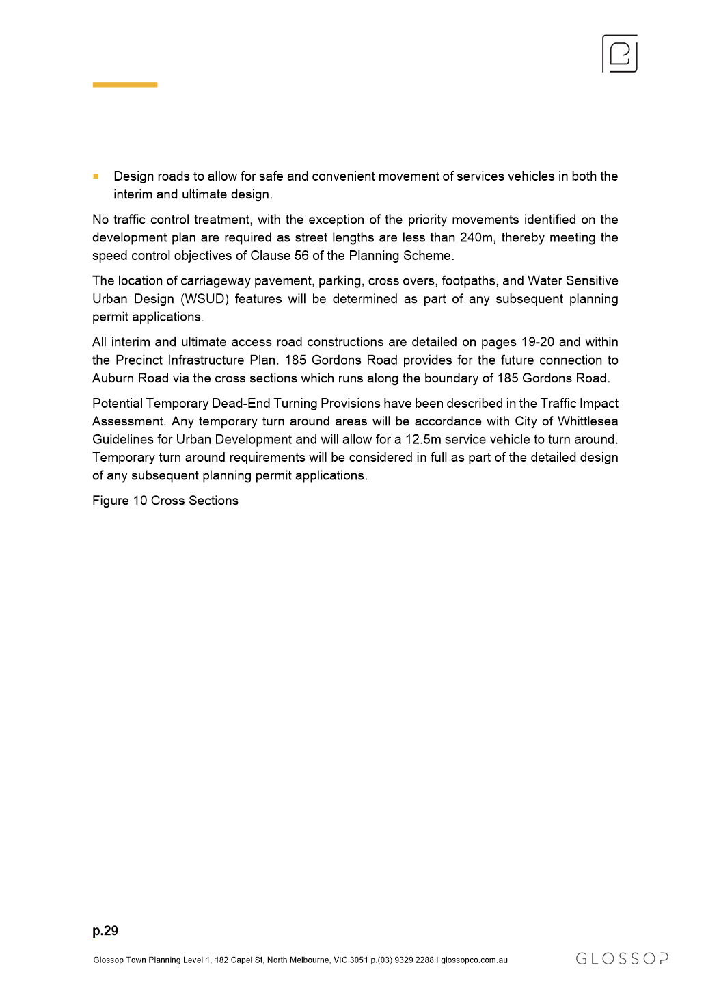 Design roads to allow for safe and convenient movement of services vehicles in both the
interim and ultimate design.
No traffic control treatment, with the exception of the priority movements identified on the
development plan are required as street lengths are less than 240m, thereby meeting the
speed control objectives of Clause 56 of the Planning Scheme.
The location of carriageway pavement, parking, cross overs, footpaths, and Water Sensitive
Urban Design (WSUD) features will be determined as part of any subsequent planning
permit applications.
All interim and ultimate access road constructions are detailed on pages 19-20 and within
the Precinct Infrastructure Plan. 185 Gordons Road provides for the future connection to
Auburn Road via the cross sections which runs along the boundary of 185 Gordons Road.
Potential Temporary Dead-End Turning Provisions have been described in the Traffic Impact
Assessment. Any temporary turn around areas will be accordance with City of Whittlesea
Guidelines for Urban Development and will allow for a 12.5m service vehicle to turn around.
Temporary turn around requirements will be considered in full as part of the detailed design
of any subsequent planning permit applications.
Figure 10 Cross Sections
p.29
Glossop Town Planning Level 1, 182 Capel St, North Melbourne, VIC 3051 p.(03) 9329 2288 I glossopco.com.au
GLOSSOP